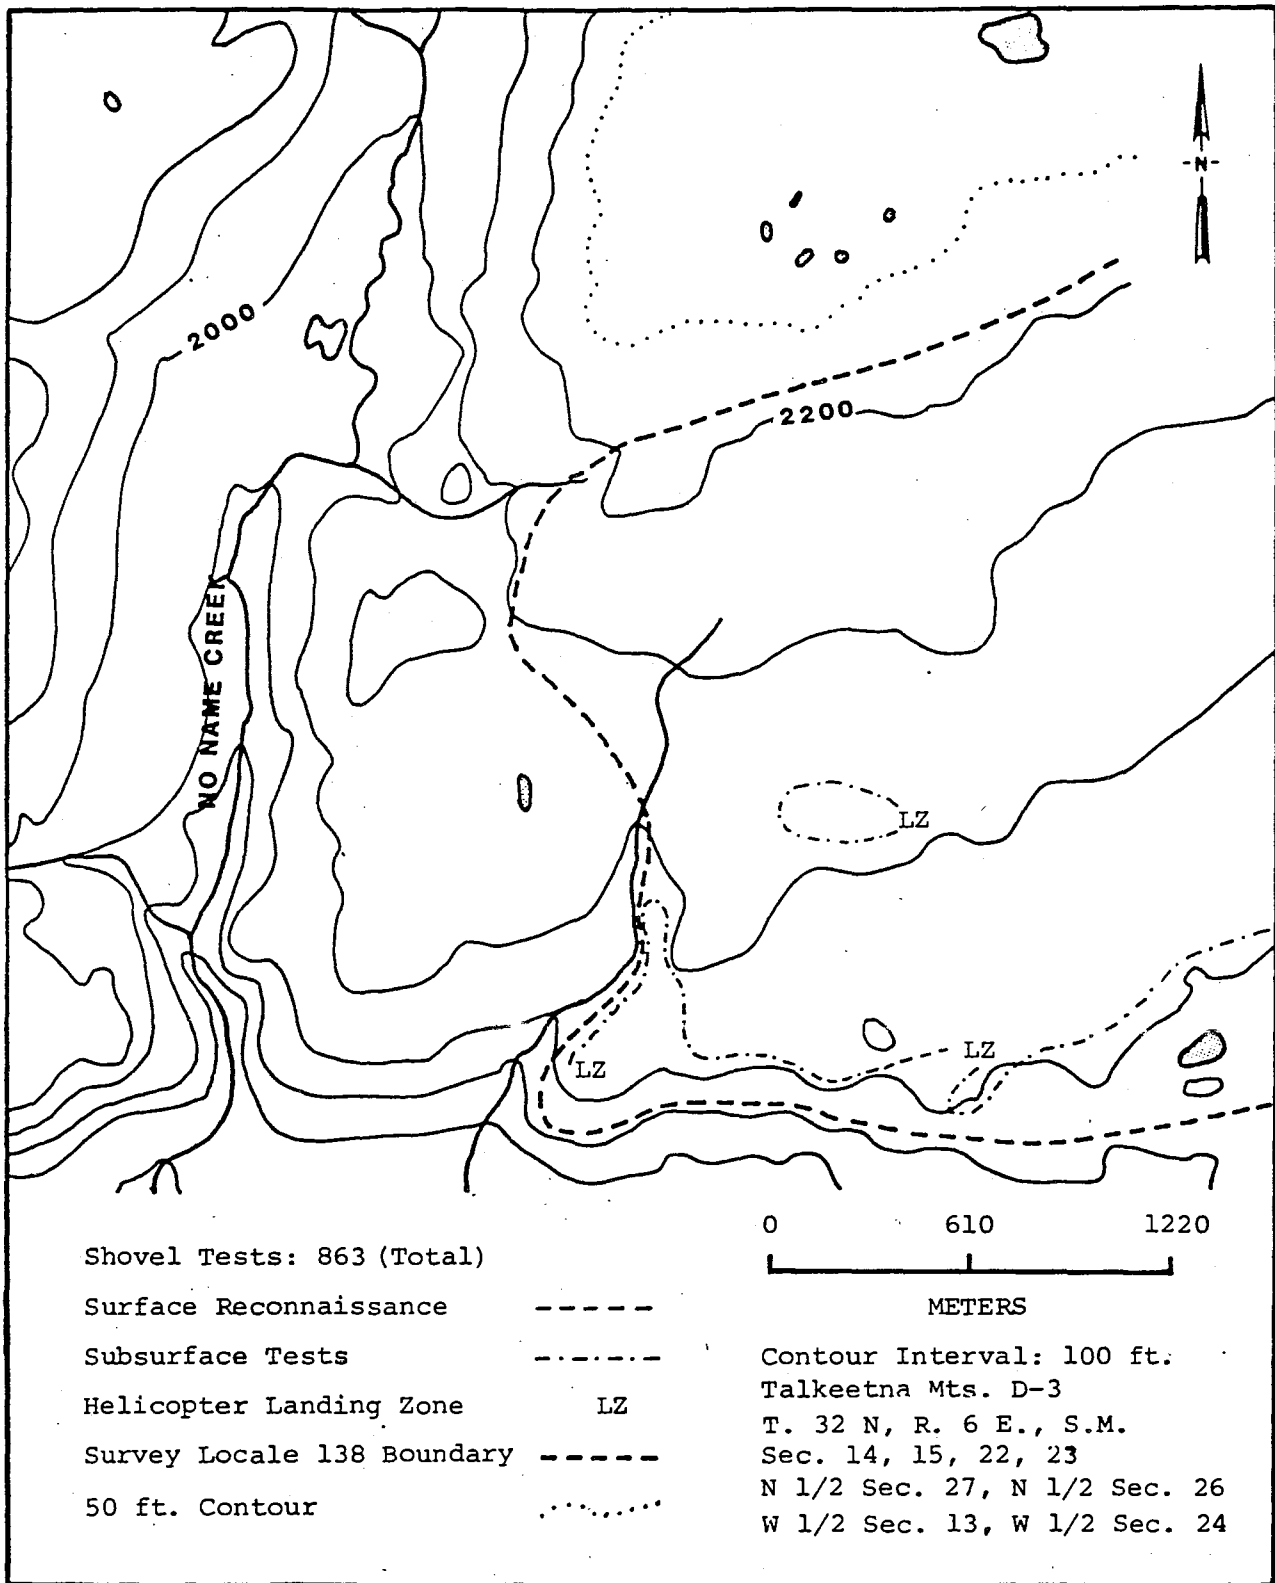 N
2000
2200
NO NAME CREEK
LZ
LZ
LZ
0 610 1220
METERS
Shovel Tests: 863 (Total)
Surface Reconnaissance
Subsurface Tests
Helicopter Landing Zone LZ
Survey Locale 138 Boundary
50 ft. Contour
Contour Interval: 100 ft.
Talkeetna Mts. D-3
T. 32 N, R. 6 E., S.M.
Sec. 14, 15, 22, 23
N 1/2 Sec. 27, N 1/2 Sec. 26
W 1/2 Sec. 13, W 1/2 Sec. 24